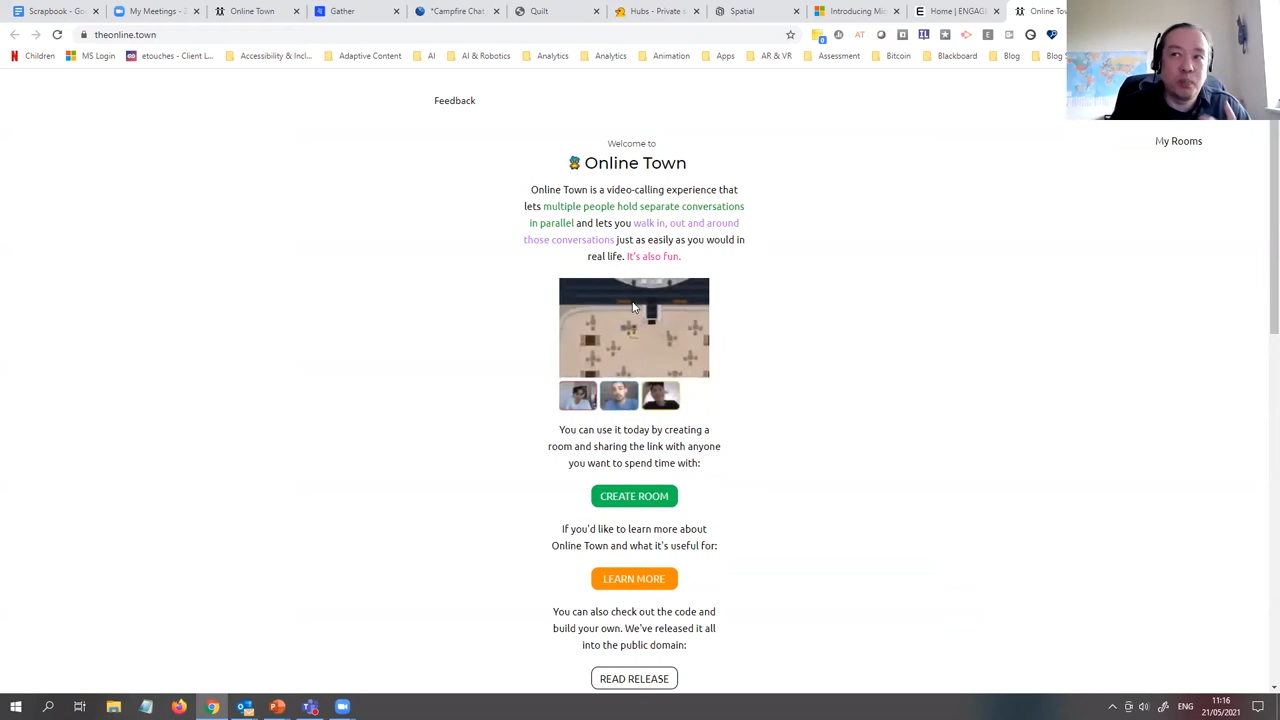 Scrapbook - Go
My Meetings - Z
Online Town
Gather
*Campfire Chat
Quilt
Hubs - Private s
Spatial
Introducing Mic
Home | ENGAGE
Online Town
theonline.town
Children
MS Login
etouches - Client L...
Accessibility & Incl...
Adaptive Content
AI
AI & Robotics
Analytics
Analytics
Animation
Apps
AR & VR
Assessment
Bitcoin
Blackboard
Blog
Blog
Feedback
My Rooms
Welcome to
Online Town
Online Town is a video-calling experience that
lets multiple people hold separate conversations
in parallel and lets you walk in, out and around
those conversations just as easily as you would in
real life. It's also fun.
You can use it today by creating a
room and sharing the link with anyone
you want to spend time with:
CREATE ROOM
If you'd like to learn more about
Online Town and what it's useful for:
LEARN MORE
You can also check out the code and
build your own. We've released it all
into the public domain:
READ RELEASE
ENG
11:16
21/05/2021